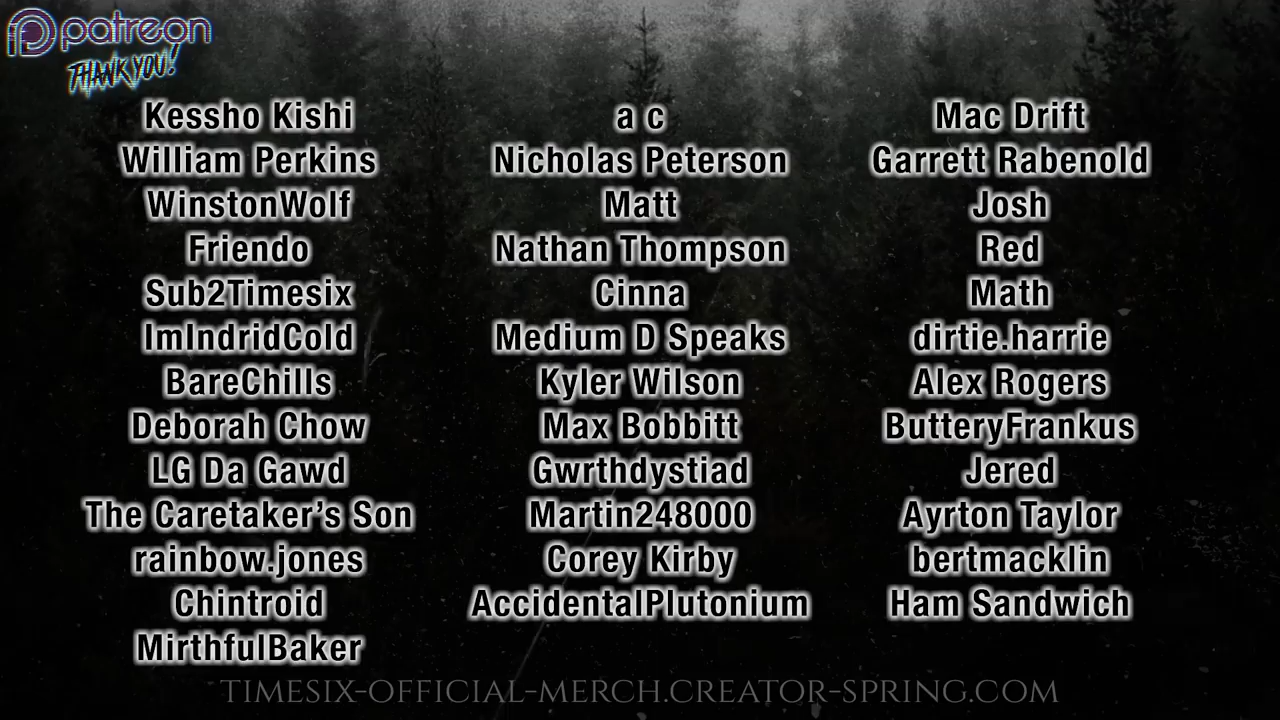 patreon
THANK YOU!
Kessho Kishi
William Perkins
WinstonWolf
Friendo
Sub2Timesix
ImIndridCold
BareChills
Deborah Chow
LG Da Gawd
The Caretaker’s Son
rainbow.jones
Chintroid
MirthfulBaker
a c
Nicholas Peterson
Matt
Nathan Thompson
Cinna
Medium D Speaks
Kyler Wilson
Max Bobbitt
Gwrthdystiad
Martin248000
Corey Kirby
AccidentalPlutonium
Mac Drift
Garrett Rabenold
Josh
Red
Math
dirtie.harrie
Alex Rogers
ButteryFrankus
Jered
Ayrton Taylor
bertmacklin
Ham Sandwich
TIMESIX-OFFICIAL-MERCH.CREATOR-SPRING.COM